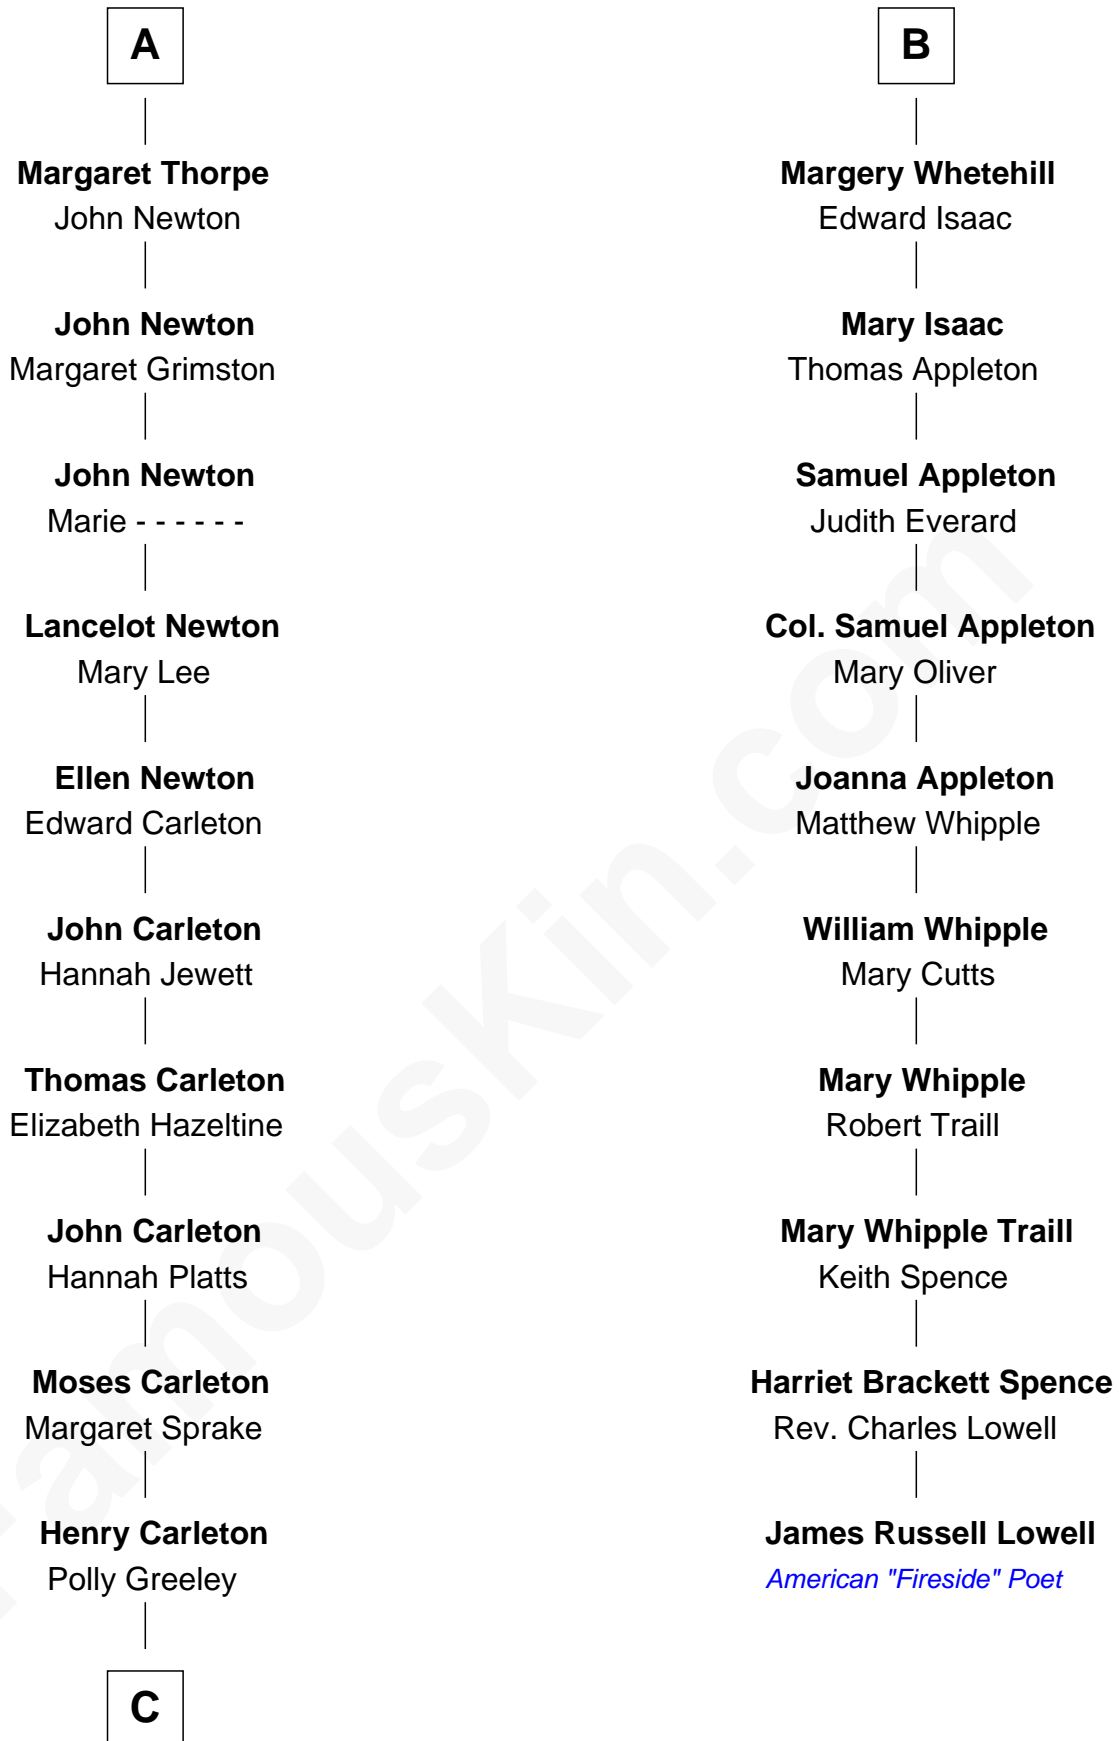 A
Margaret Thorpe
John Newton
John Newton
Margaret Grimston
John Newton
Marie - - - - - -
Lancelot Newton
Mary Lee
Ellen Newton
Edward Carleton
John Carleton
Hannah Jewett
Thomas Carleton
Elizabeth Hazeltine
John Carleton
Hannah Platts
Moses Carleton
Margaret Sprake
Henry Carleton
Polly Greeley
C
B
Margery Whetehill
Edward Isaac
Mary Isaac
Thomas Appleton
Samuel Appleton
Judith Everard
Col. Samuel Appleton
Mary Oliver
Joanna Appleton
Matthew Whipple
William Whipple
Mary Cutts
Mary Whipple
Robert Traill
Mary Whipple Traill
Keith Spence
Harriet Brackett Spence
Rev. Charles Lowell
James Russell Lowell
American "Fireside" Poet
FamousKin.com